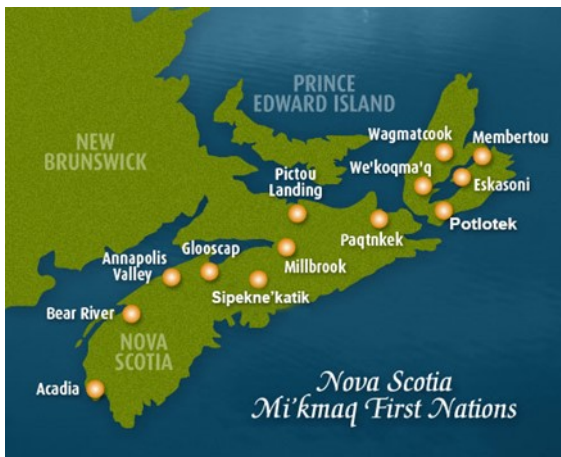 PRINCE
EDWARD ISLAND
NEW
BRUNSWICK
Wagmatcook
Membertou
We'koqma'q
Eskasoni
Pictou
Landing
Potlotek
Paqtnkek
Glooscap
Annapolis
Valley
Millbrook
Sipekne'katik
Bear River
NOVA
SCOTIA
Acadia
Nova Scotia
Mi'kmaq First Nations